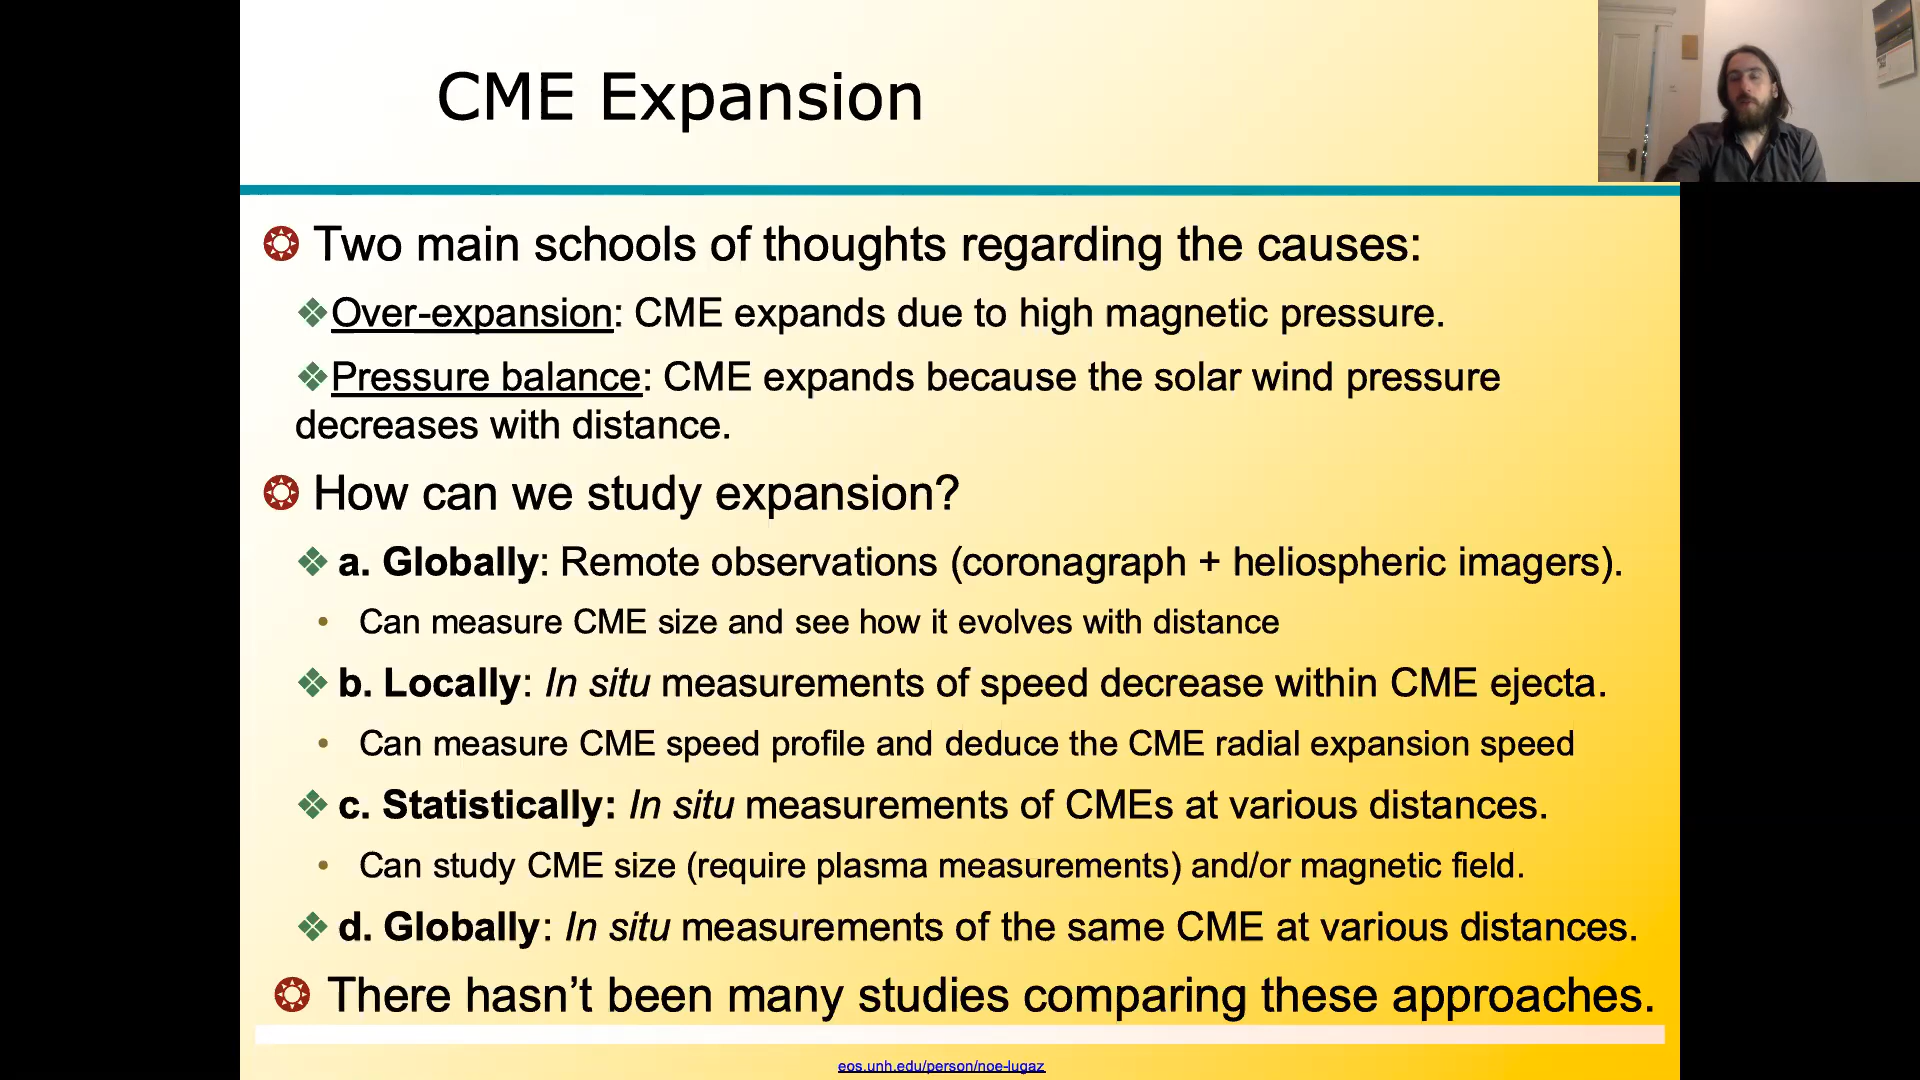 CME Expansion
Two main schools of thoughts regarding the causes:
Over-expansion: CME expands due to high magnetic pressure.
Pressure balance: CME expands because the solar wind pressure
decreases with distance.
How can we study expansion?
a. Globally: Remote observations (coronagraph + heliospheric imagers).
• Can measure CME size and see how it evolves with distance
b. Locally: In situ measurements of speed decrease within CME ejecta.
• Can measure CME speed profile and deduce the CME radial expansion speed
c. Statistically: In situ measurements of CMEs at various distances.
• Can study CME size (require plasma measurements) and/or magnetic field.
d. Globally: In situ measurements of the same CME at various distances.
There hasn’t been many studies comparing these approaches.
eos.unh.edu/person/noe-lugaz